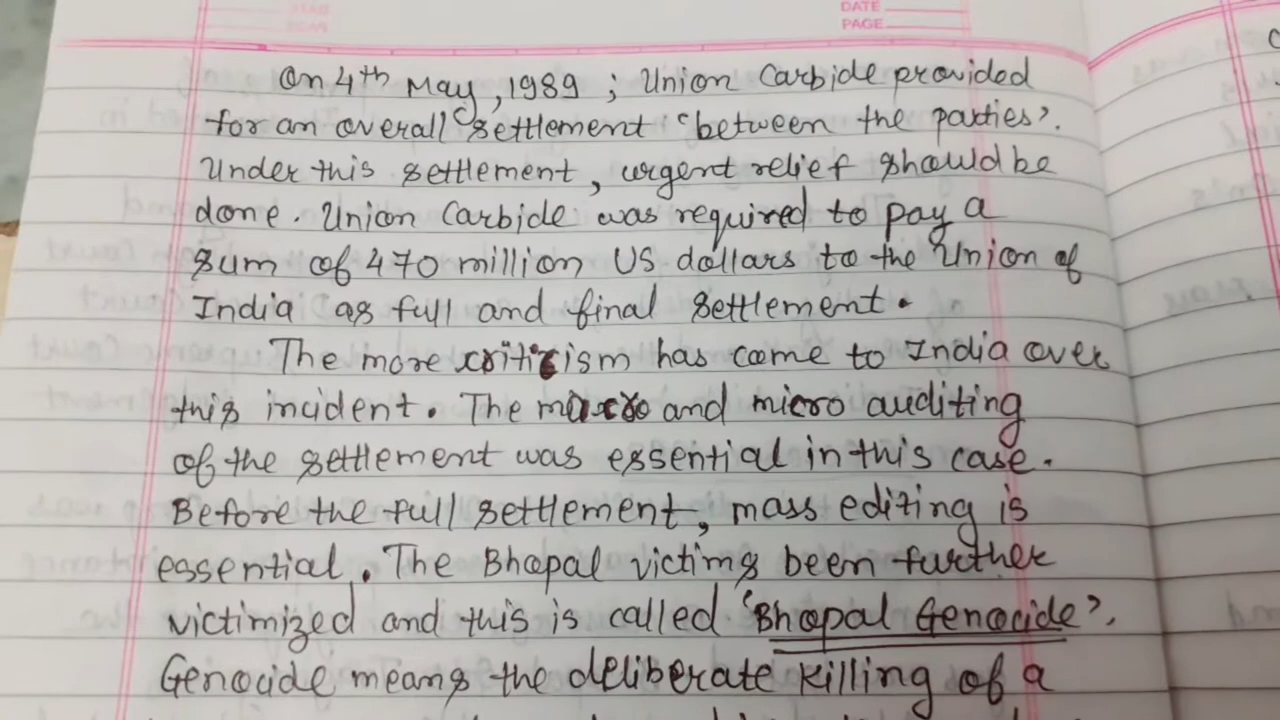 DATE
PAGE
On 4th May, 1989 ; Union Carbide provided
for an overall settlement 'between the parties'.
Under this settlement, urgent relief should be
done. Union Carbide was required to pay a
sum of 470 million US dollars to the Union of
India as full and final settlement.
The more criticism has come to India over
this incident. The macro and micro auditing
of the settlement was essential in this case.
Before the full settlement, mass editing is
essential. The Bhopal victims been further
victimized and this is called 'Bhopal Genocide'.
Genocide means the deliberate killing of a